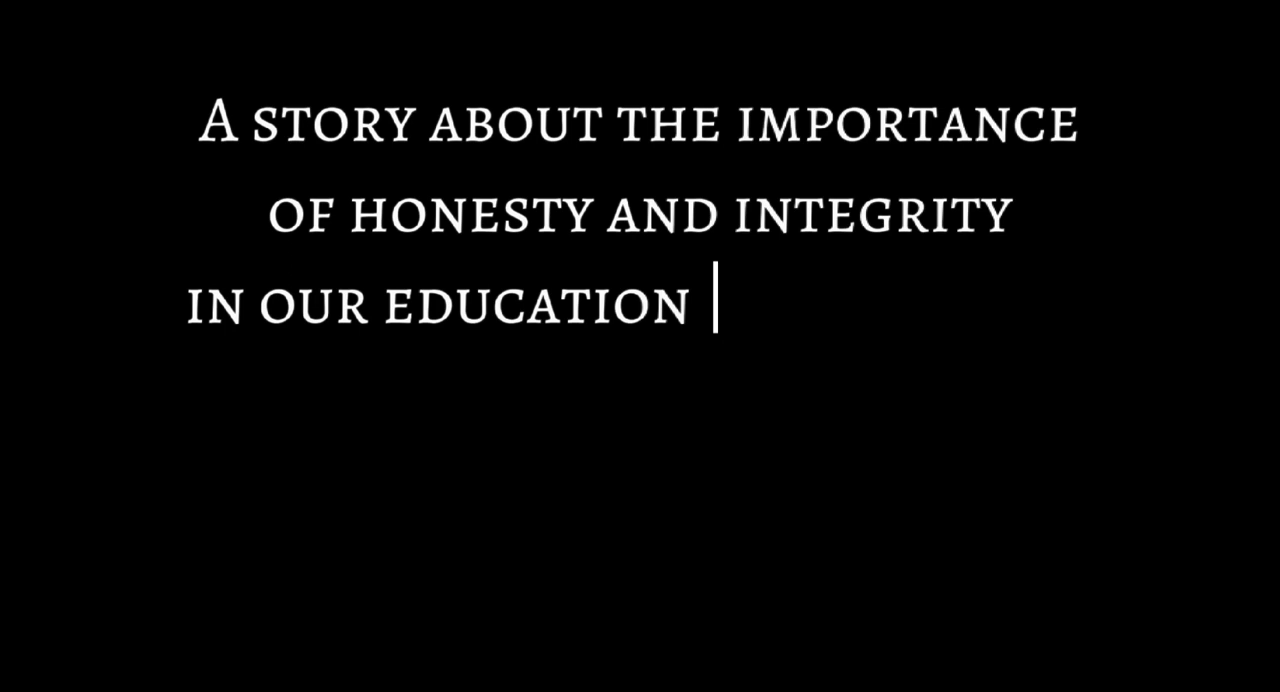 A STORY ABOUT THE IMPORTANCE
OF HONESTY AND INTEGRITY
IN OUR EDUCATION